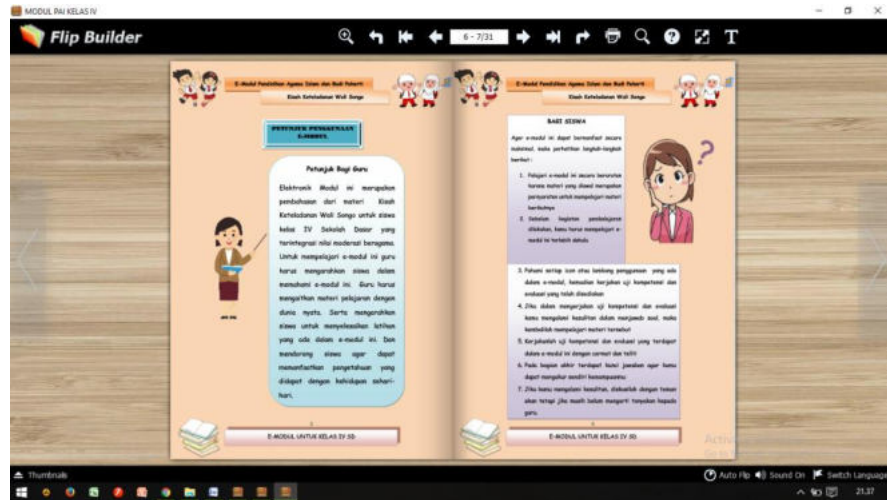 MODUL PAI KELAS IV
Flip Builder
6 - 7/31
E-Modul Pendidikan Agama Islam dan Budi Pekerti
Kisah Keteladanan Wali Songo
PETUNJUK PENGGUNAAN
E-MODUL
Petunjuk Bagi Guru
Elektronik Modul ini merupakan
pembahasan dari materi Kisah
Keteladanan Wali Songo untuk siswa
kelas IV Sekolah Dasar yang
terintegrasi nilai moderasi beragama.
Untuk mempelajari e-modul ini guru
harus mengarahkan siswa dalam
memahami e-modul ini. Guru harus
mengaitkan materi pelajaran dengan
dunia nyata. Serta mengarahkan
siswa untuk menyelesaikan latihan
yang ada dalam e-modul ini. Dan
mendorong siswa agar dapat
memanfaatkan pengetahuan yang
didapat dengan kehidupan sehari-
hari.
E-MODUL UNTUK KELAS IV SD
E-Modul Pendidikan Agama Islam dan Budi Pekerti
Kisah Keteladanan Wali Songo
BAGI SISWA
Agar e-modul ini dapat bermanfaat secara
maksimal, maka perhatikan langkah-langkah
berikut :
1. Pelajari e-modul ini secara berurutan
karena materi yang diawal merupakan
persyaratan untuk mempelajari materi
berikutnya
2. Sebelum kegiatan pembelajaran
dilakukan, kamu harus mempelajari e-
modul ini terlebih dahulu
3. Pahami setiap icon atau lambang penggunaan yang ada
dalam e-modul, kemudian kerjakan uji kompetensi dan
evaluasi yang telah disediakan
4. Jika dalam mengerjakan uji kompetensi dan evaluasi
kamu mengalami kesulitan dalam menjawab soal, maka
kembalilah mempelajari materi tersebut
5. Kerjakanlah uji kompetensi dan evaluasi yang terdapat
dalam e-modul ini dengan cermat dan teliti
6. Pada bagian akhir terdapat kunci jawaban agar kamu
dapat mengukur sendiri kemampuanmu
7. Jika kamu mengalami kesulitan, diskusilah dengan teman
akan tetapi jika masih belum mengerti tanyakan kepada
guru.
E-MODUL UNTUK KELAS IV SD
Thumbnails
Auto Flip
Sound On
Switch Language
21.37